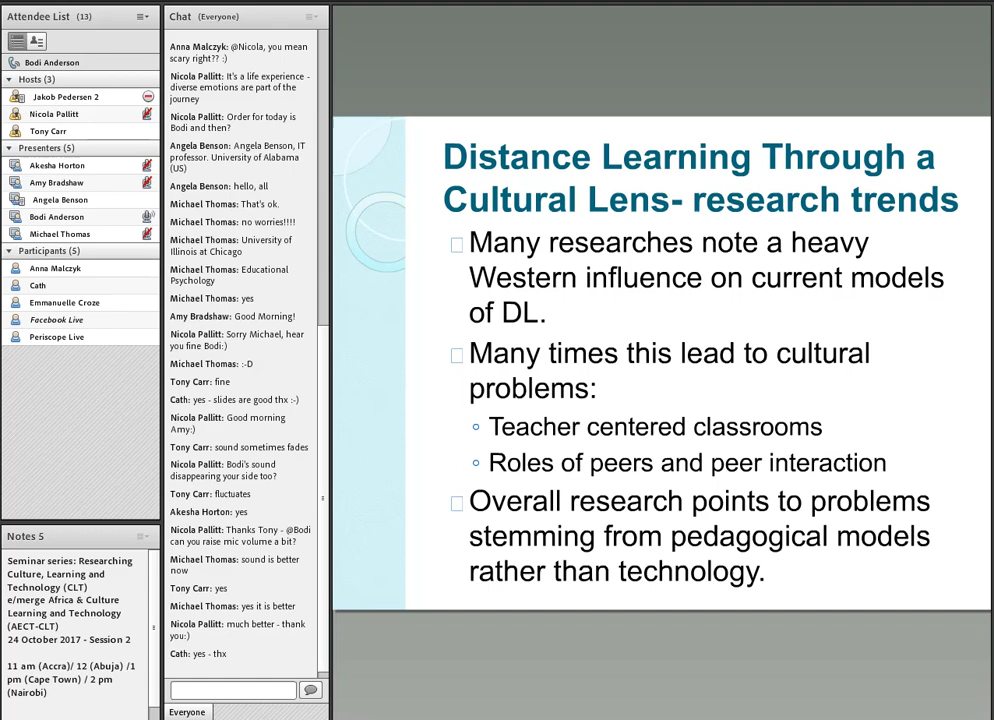 Attendee List (13)
Bodi Anderson
Hosts (3)
Jakob Pedersen 2
Nicola Pallitt
Tony Carr
Presenters (5)
Akesha Horton
Amy Bradshaw
Angela Benson
Bodi Anderson
Michael Thomas
Participants (5)
Anna Malczyk
Cath
Emmanuelle Croze
Facebook Live
Periscope Live
Notes 5
Seminar series: Researching
Culture, Learning and
Technology (CLT)
e/merge Africa & Culture
Learning and Technology
(AECT-CLT)
24 October 2017 - Session 2
11 am (Accra)/ 12 (Abuja) /1
pm (Cape Town) / 2 pm
(Nairobi)
Chat (Everyone)
Anna Malczyk: @Nicola, you mean
scary right?? :)
Nicola Pallitt: It's a life experience -
diverse emotions are part of the
journey
Nicola Pallitt: Order for today is
Bodi and then?
Angela Benson: Angela Benson, IT
professor. University of Alabama
(US)
Angela Benson: hello, all
Michael Thomas: That's ok.
Michael Thomas: no worries!!!!
Michael Thomas: University of
Illinois at Chicago
Michael Thomas: Educational
Psychology
Michael Thomas: yes
Amy Bradshaw: Good Morning!
Nicola Pallitt: Sorry Michael, hear
you fine Bodi:)
Michael Thomas: :-D
Tony Carr: fine
Cath: yes - slides are good thx :-)
Nicola Pallitt: Good morning
Amy:)
Tony Carr: sound sometimes fades
Nicola Pallitt: Bodi's sound
disappearing your side too?
Tony Carr: fluctuates
Akesha Horton: yes
Nicola Pallitt: Thanks Tony - @Bodi
can you raise mic volume a bit?
Michael Thomas: sound is better
now
Tony Carr: yes
Michael Thomas: yes it is better
Nicola Pallitt: much better - thank
you:)
Cath: yes - thx
Everyone
Distance Learning Through a
Cultural Lens- research trends
Many researches note a heavy
Western influence on current models
of DL.
Many times this lead to cultural
problems:
Teacher centered classrooms
Roles of peers and peer interaction
Overall research points to problems
stemming from pedagogical models
rather than technology.